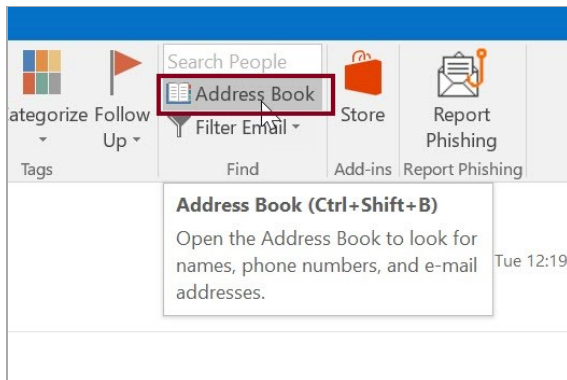 Search People
Address Book
Filter Email
ategorize
Follow Up
Store
Report Phishing
Tags
Find
Add-ins
Report Phishing
Address Book (Ctrl+Shift+B)
Open the Address Book to look for
names, phone numbers, and e-mail
addresses.
Tue 12:19